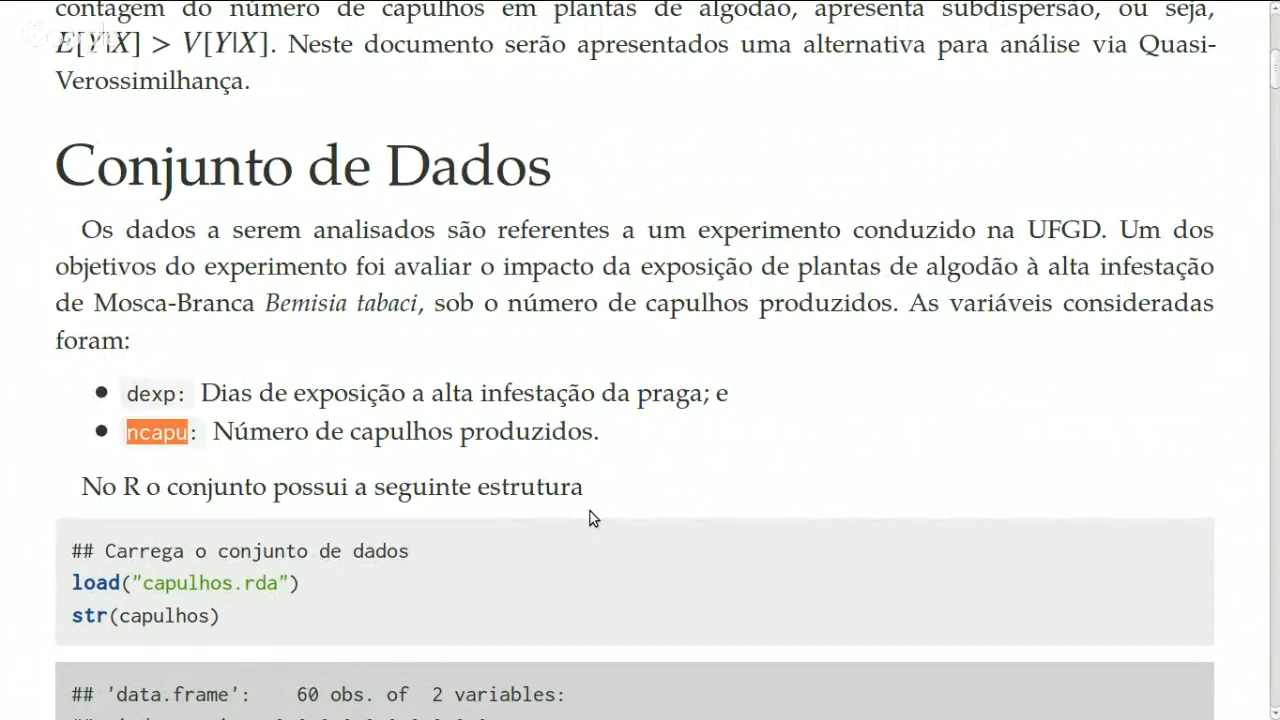 contagem do número de capulhos em plantas de algodão, apresenta subdispersão, ou seja,
E[Y|X] > V[Y|X]. Neste documento serão apresentados uma alternativa para análise via Quasi-
Verossimilhança.
Conjunto de Dados
Os dados a serem analisados são referentes a um experimento conduzido na UFGD. Um dos
objetivos do experimento foi avaliar o impacto da exposição de plantas de algodão à alta infestação
de Mosca-Branca Bemisia tabaci, sob o número de capulhos produzidos. As variáveis consideradas
foram:
• dexp: Dias de exposição a alta infestação da praga; e
• ncapu: Número de capulhos produzidos.
No R o conjunto possui a seguinte estrutura
## Carrega o conjunto de dados
load("capulhos.rda")
str(capulhos)
## 'data.frame': 60 obs. of 2 variables: